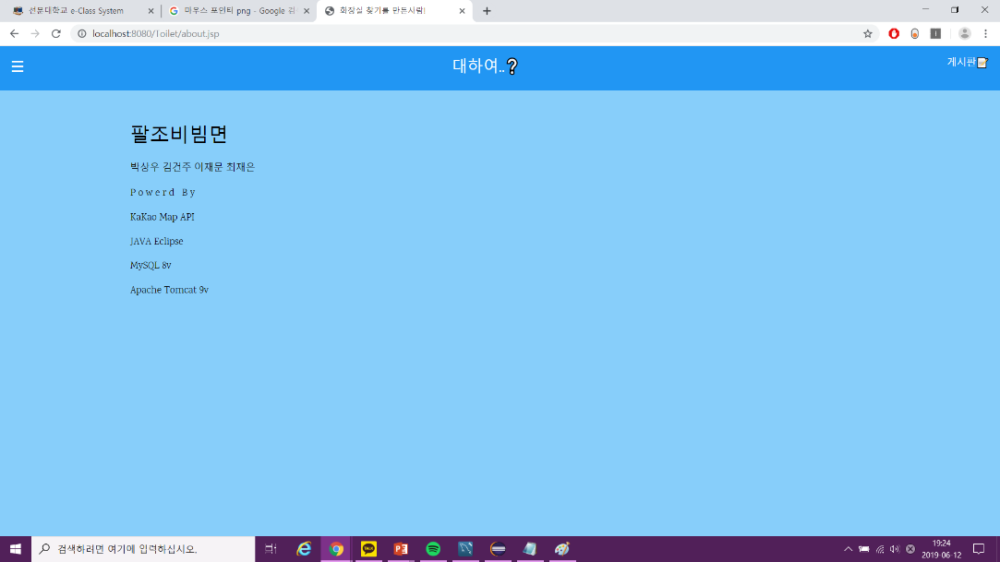 선문대학교 e-Class System
마우스 포인터 png - Google 검
화장실 찾기를 만든사람!
localhost:8080/Toilet/about.jsp
대하여..❔
게시판
팔조비빔면
박상우 김건주 이재문 최재은
P o w e r d  B y
KaKao Map API
JAVA Eclipse
MySQL 8v
Apache Tomcat 9v
검색하려면 여기에 입력하십시오.
19:24
2019-06-12